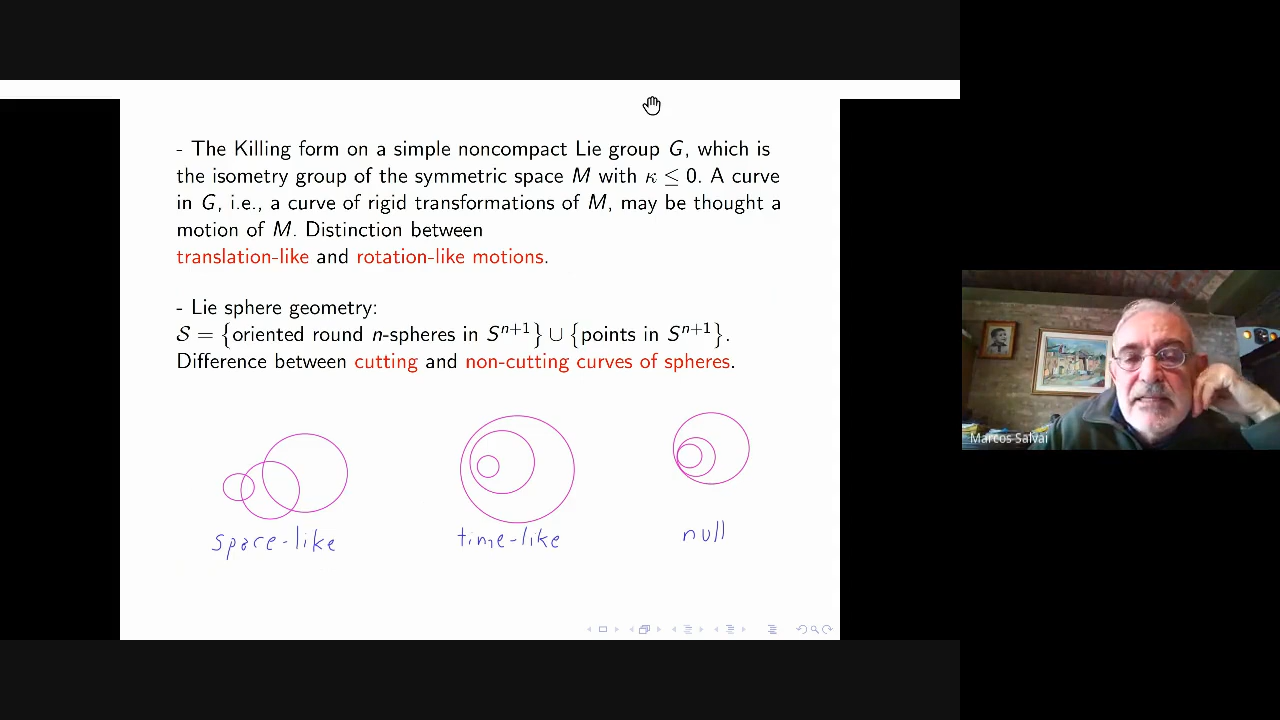 - The Killing form on a simple noncompact Lie group G, which is
the isometry group of the symmetric space M with κ ≤ 0. A curve
in G, i.e., a curve of rigid transformations of M, may be thought a
motion of M. Distinction between
translation-like and rotation-like motions.
- Lie sphere geometry:
𝒮 = {oriented round n-spheres in Sⁿ⁺¹} ∪ {points in Sⁿ⁺¹}.
Difference between cutting and non-cutting curves of spheres.
space-like
time-like
null
Marcos Salvai